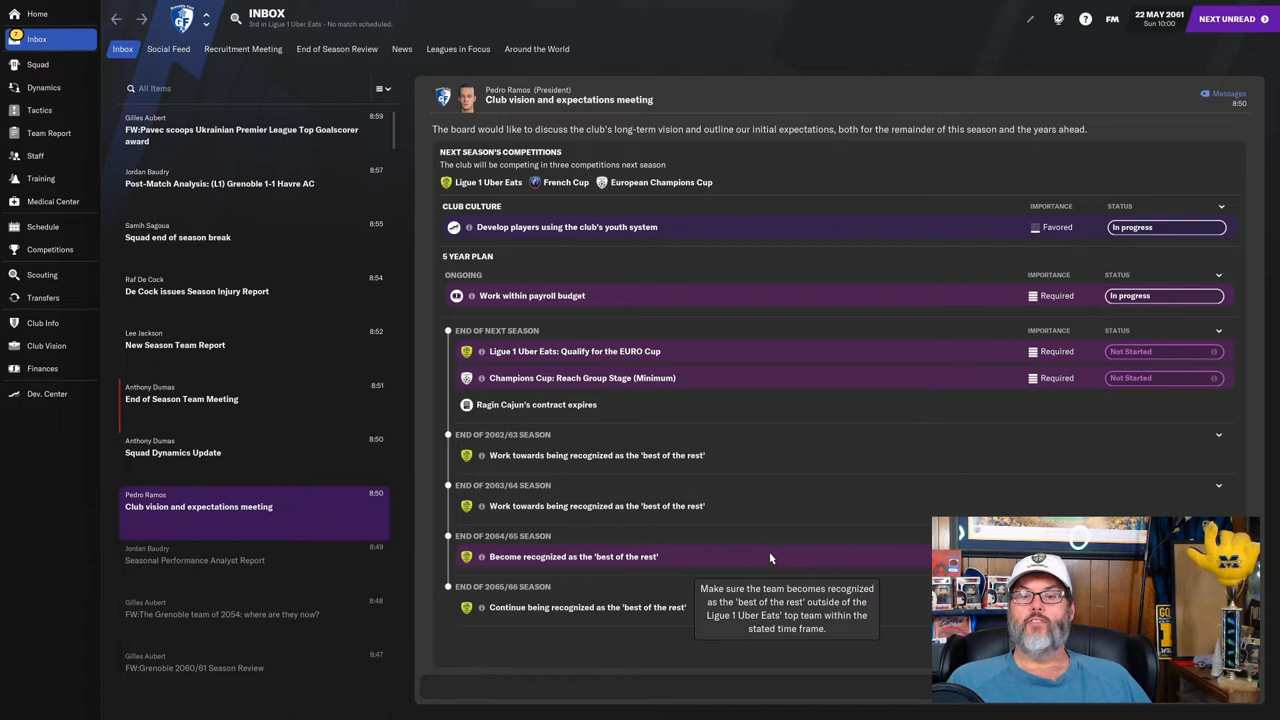 Home
Inbox
7
Squad
Dynamics
Tactics
Team Report
Staff
Training
Medical Center
Schedule
Competitions
Scouting
Transfers
Club Info
Club Vision
Finances
Dev. Center
INBOX
3rd in Ligue 1 Uber Eats - No match scheduled.
FM
22 MAY 2061
Sun 10:00
NEXT UNREAD
Inbox Social Feed Recruitment Meeting End of Season Review News Leagues in Focus Around the World
All Items
Gilles Aubert 8:59
FW:Pavec scoops Ukrainian Premier League Top Goalscorer
award
Jordan Baudry 8:57
Post-Match Analysis: (L1) Grenoble 1-1 Havre AC
Samih Sagoua 8:55
Squad end of season break
Raf De Cock 8:54
De Cock issues Season Injury Report
Lee Jackson 8:52
New Season Team Report
Anthony Dumas 8:51
End of Season Team Meeting
Anthony Dumas 8:50
Squad Dynamics Update
Pedro Ramos 8:50
Club vision and expectations meeting
Jordan Baudry 8:49
Seasonal Performance Analyst Report
Gilles Aubert 8:48
FW:The Grenoble team of 2054: where are they now?
Gilles Aubert 8:47
FW:Grenoble 2060/61 Season Review
Pedro Ramos (President)
Club vision and expectations meeting
Messages
8:50
The board would like to discuss the club's long-term vision and outline our initial expectations, both for the remainder of this season and the years ahead.
NEXT SEASON'S COMPETITIONS
The club will be competing in three competitions next season
Ligue 1 Uber Eats French Cup European Champions Cup
CLUB CULTURE IMPORTANCE STATUS
Develop players using the club's youth system Favored In progress
5 YEAR PLAN
ONGOING IMPORTANCE STATUS
Work within payroll budget Required In progress
END OF NEXT SEASON IMPORTANCE STATUS
Ligue 1 Uber Eats: Qualify for the EURO Cup Required Not Started
Champions Cup: Reach Group Stage (Minimum) Required Not Started
Ragin Cajun's contract expires
END OF 2062/63 SEASON
Work towards being recognized as the 'best of the rest'
END OF 2063/64 SEASON
Work towards being recognized as the 'best of the rest'
END OF 2064/65 SEASON
Become recognized as the 'best of the rest'
END OF 2065/66 SEASON
Continue being recognized as the 'best of the rest'
Make sure the team becomes recognized
as the 'best of the rest' outside of the
Ligue 1 Uber Eats' top team within the
stated time frame.